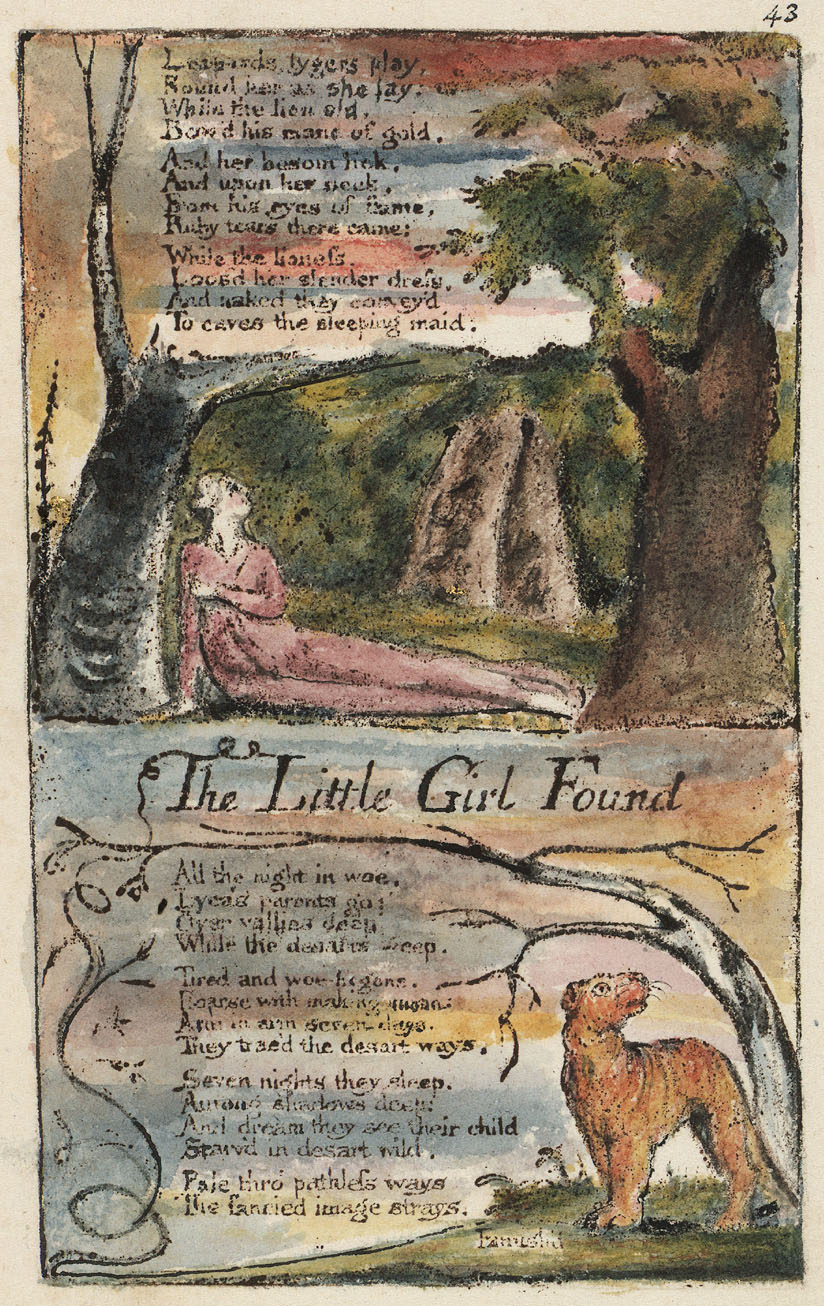 43
Leopards, tygers play,
Round her as she lay;
While the lion old,
Bow'd his mane of gold,
And her bosom lick,
And upon her neck,
From his eyes of flame,
Ruby tears there came;
While the lioneſs
Loos'd her slender dreſs,
And naked they convey'd
To caves the sleeping maid.
The Little Girl Found
All the night in woe,
Lyca's parents go;
Over vallies deep,
While the desarts weep.
Tired and woe-begone,
Hoarse with making moan;
Arm in arm seven days,
They trac'd the desart ways.
Seven nights they sleep,
Among shadows deep;
And dream they see their child
Starv'd in desart wild.
Pale thro pathleſs ways
The fancied image strays,